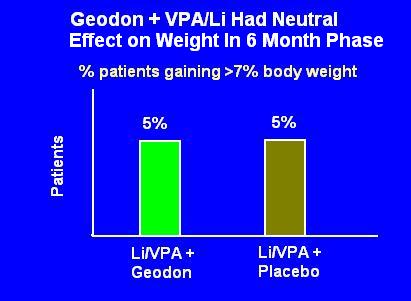 Geodon + VPA/Li Had Neutral
Effect on Weight In 6 Month Phase
% patients gaining >7% body weight
5%
5%
Patients
Li/VPA +
Geodon
Li/VPA +
Placebo